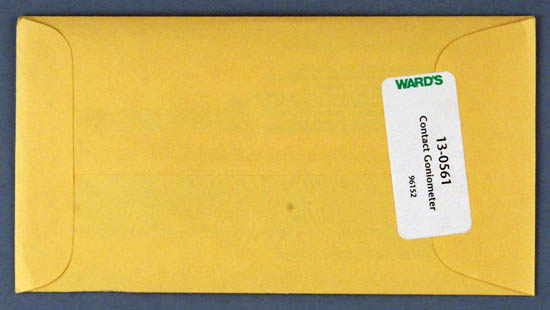 WARD'S
13-0561
Contact Goniometer
96152